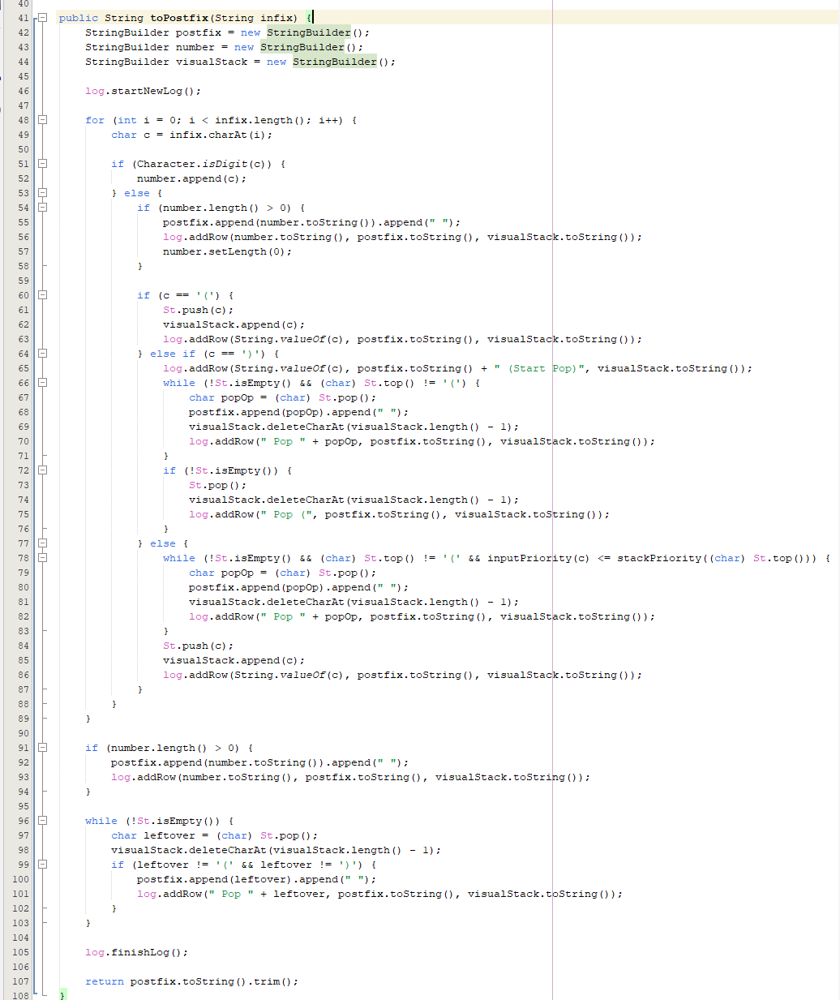 40
41 public String toPostfix(String infix) {
42 StringBuilder postfix = new StringBuilder();
43 StringBuilder number = new StringBuilder();
44 StringBuilder visualStack = new StringBuilder();
45
46 log.startNewLog();
47
48 for (int i = 0; i < infix.length(); i++) {
49 char c = infix.charAt(i);
50
51 if (Character.isDigit(c)) {
52 number.append(c);
53 } else {
54 if (number.length() > 0) {
55 postfix.append(number.toString()).append(" ");
56 log.addRow(number.toString(), postfix.toString(), visualStack.toString());
57 number.setLength(0);
58 }
59
60 if (c == '(') {
61 St.push(c);
62 visualStack.append(c);
63 log.addRow(String.valueOf(c), postfix.toString(), visualStack.toString());
64 } else if (c == ')') {
65 log.addRow(String.valueOf(c), postfix.toString() + " (Start Pop)", visualStack.toString());
66 while (!St.isEmpty() && (char) St.top() != '(') {
67 char popOp = (char) St.pop();
68 postfix.append(popOp).append(" ");
69 visualStack.deleteCharAt(visualStack.length() - 1);
70 log.addRow(" Pop " + popOp, postfix.toString(), visualStack.toString());
71 }
72 if (!St.isEmpty()) {
73 St.pop();
74 visualStack.deleteCharAt(visualStack.length() - 1);
75 log.addRow(" Pop (", postfix.toString(), visualStack.toString());
76 }
77 } else {
78 while (!St.isEmpty() && (char) St.top() != '(' && inputPriority(c) <= stackPriority((char) St.top())) {
79 char popOp = (char) St.pop();
80 postfix.append(popOp).append(" ");
81 visualStack.deleteCharAt(visualStack.length() - 1);
82 log.addRow(" Pop " + popOp, postfix.toString(), visualStack.toString());
83 }
84 St.push(c);
85 visualStack.append(c);
86 log.addRow(String.valueOf(c), postfix.toString(), visualStack.toString());
87 }
88 }
89 }
90
91 if (number.length() > 0) {
92 postfix.append(number.toString()).append(" ");
93 log.addRow(number.toString(), postfix.toString(), visualStack.toString());
94 }
95
96 while (!St.isEmpty()) {
97 char leftover = (char) St.pop();
98 visualStack.deleteCharAt(visualStack.length() - 1);
99 if (leftover != '(' && leftover != ')') {
100 postfix.append(leftover).append(" ");
101 log.addRow(" Pop " + leftover, postfix.toString(), visualStack.toString());
102 }
103 }
104
105 log.finishLog();
106
107 return postfix.toString().trim();
108 }